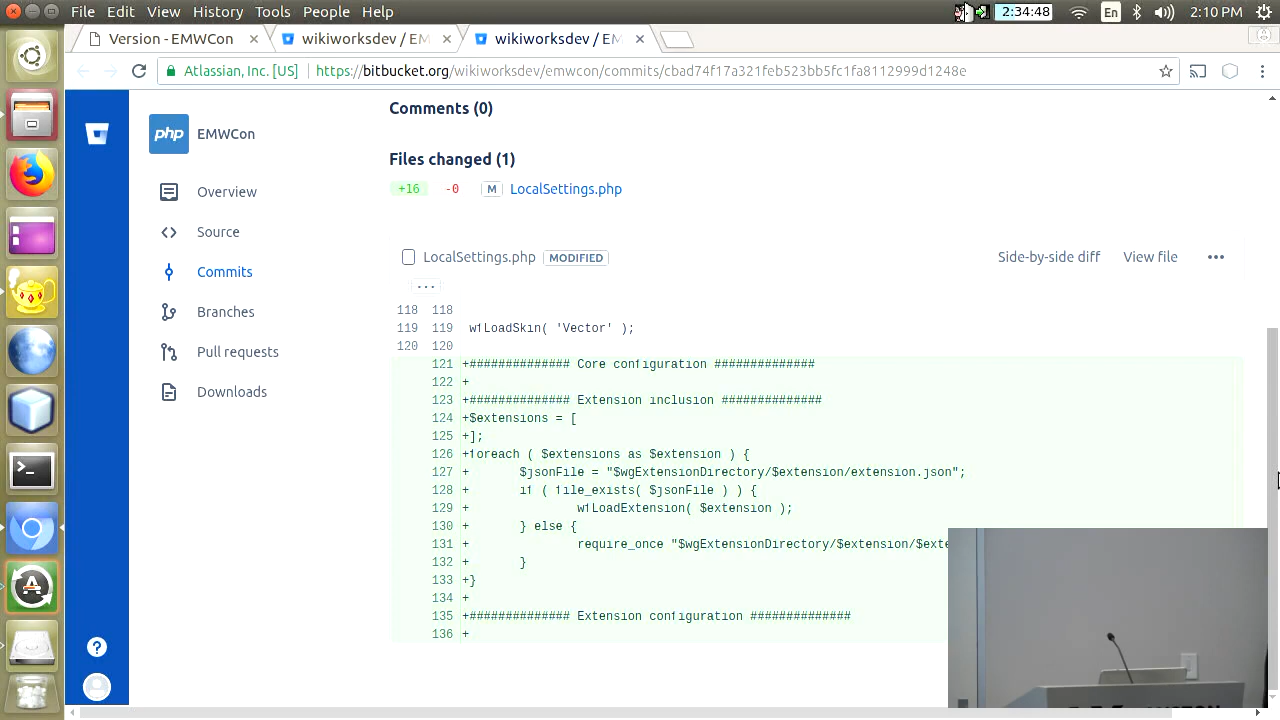 File Edit View History Tools People Help
2:34:48 En 2:10 PM
Version - EMWCon
wikiworksdev / EM
wikiworksdev / EM
Atlassian, Inc. [US] https://bitbucket.org/wikiworksdev/emwcon/commits/cbad74f17a321feb523bb5fc1fa8112999d1248e
php EMWCon
Overview
Source
Commits
Branches
Pull requests
Downloads
Comments (0)
Files changed (1)
+16 -0 M LocalSettings.php
LocalSettings.php MODIFIED Side-by-side diff View file •••
...
118 118
119 119 wfLoadSkin( 'Vector' );
120 120
121 +############## Core configuration ##############
122 +
123 +############## Extension inclusion ##############
124 +$extensions = [
125 +];
126 +foreach ( $extensions as $extension ) {
127 + $jsonFile = "$wgExtensionDirectory/$extension/extension.json";
128 + if ( file_exists( $jsonFile ) ) {
129 + wfLoadExtension( $extension );
130 + } else {
131 + require_once "$wgExtensionDirectory/$extension/$exte
132 + }
133 +}
134 +
135 +############## Extension configuration ##############
136 +
?